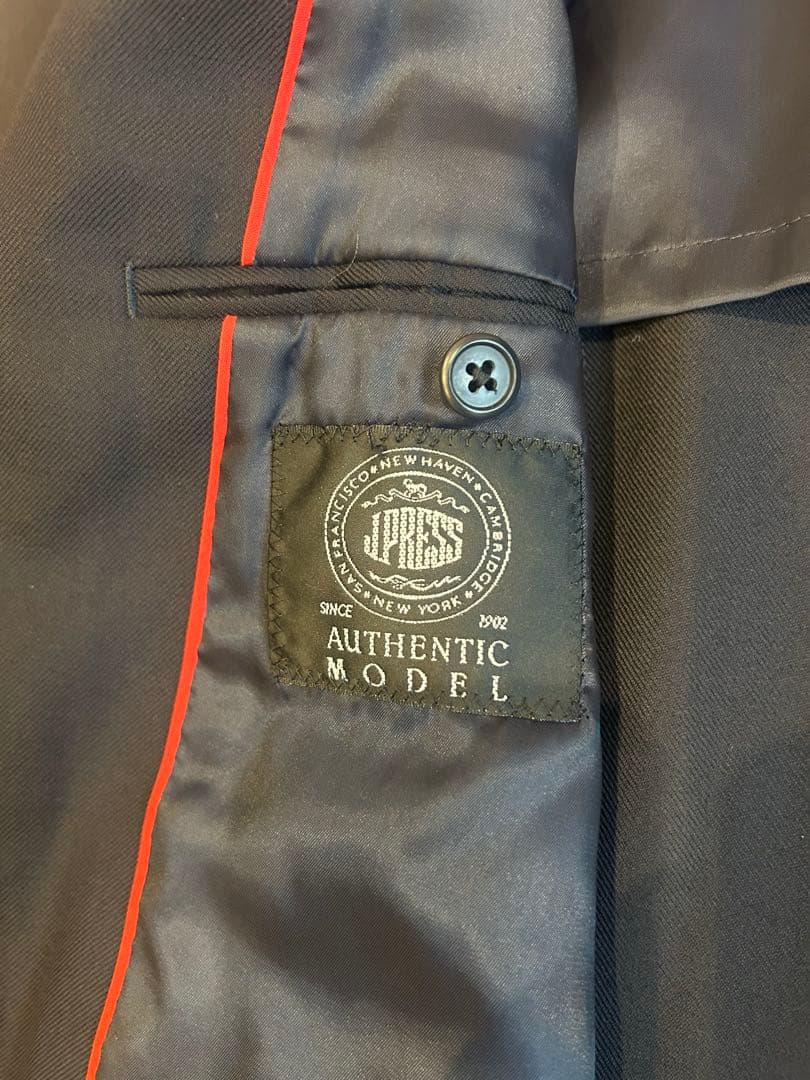 SAN FRANCISCO * NEW HAVEN * CAMBRIDGE * NEW YORK *
J.PRESS
SINCE 1902
AUTHENTIC
MODEL